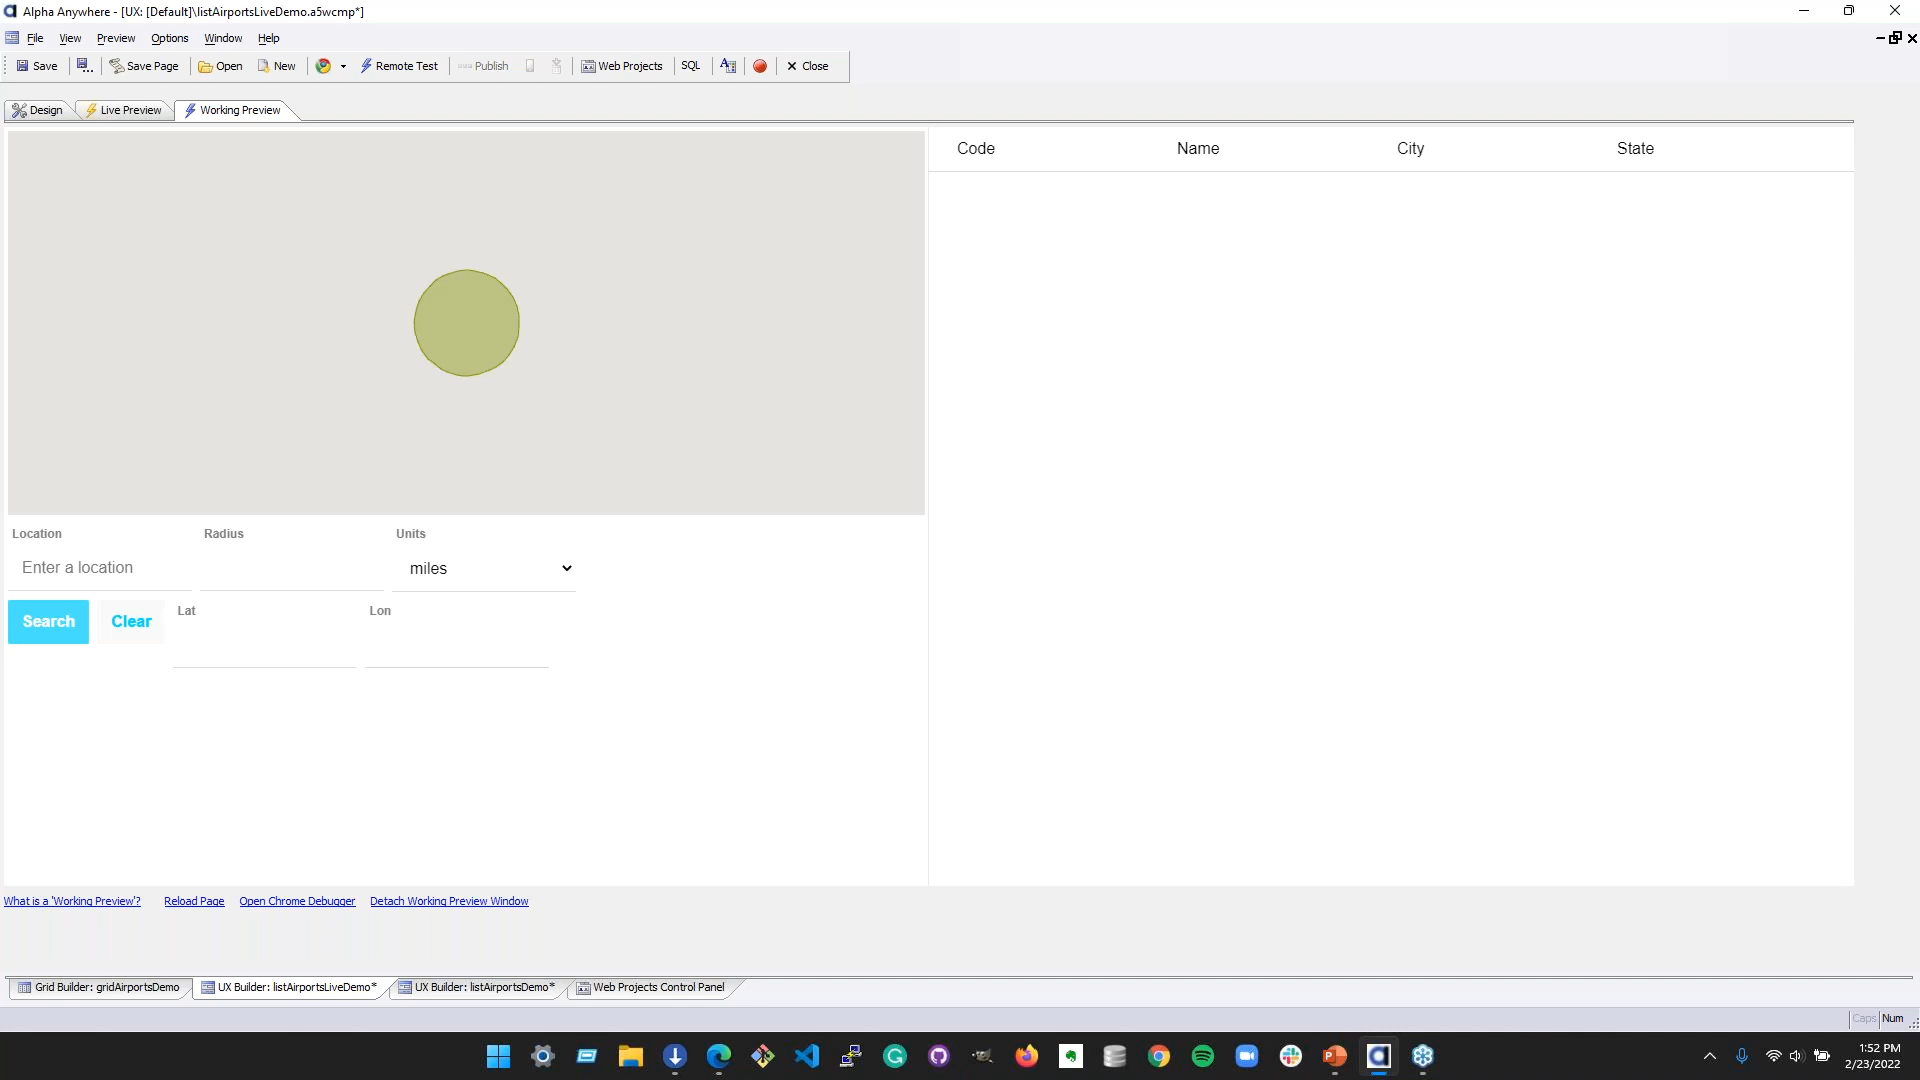 Alpha Anywhere - [UX: [Default]\listAirportsLiveDemo.a5wcmp*]
File View Preview Options Window Help
Save Save Page Open New Remote Test Publish Web Projects SQL Close
Design Live Preview Working Preview
Code Name City State
Location Radius Units
Enter a location miles
Search Clear Lat Lon
What is a 'Working Preview'? Reload Page Open Chrome Debugger Detach Working Preview Window
Grid Builder: gridAirportsDemo UX Builder: listAirportsLiveDemo* UX Builder: listAirportsDemo* Web Projects Control Panel
Caps Num
1:52 PM
2/23/2022